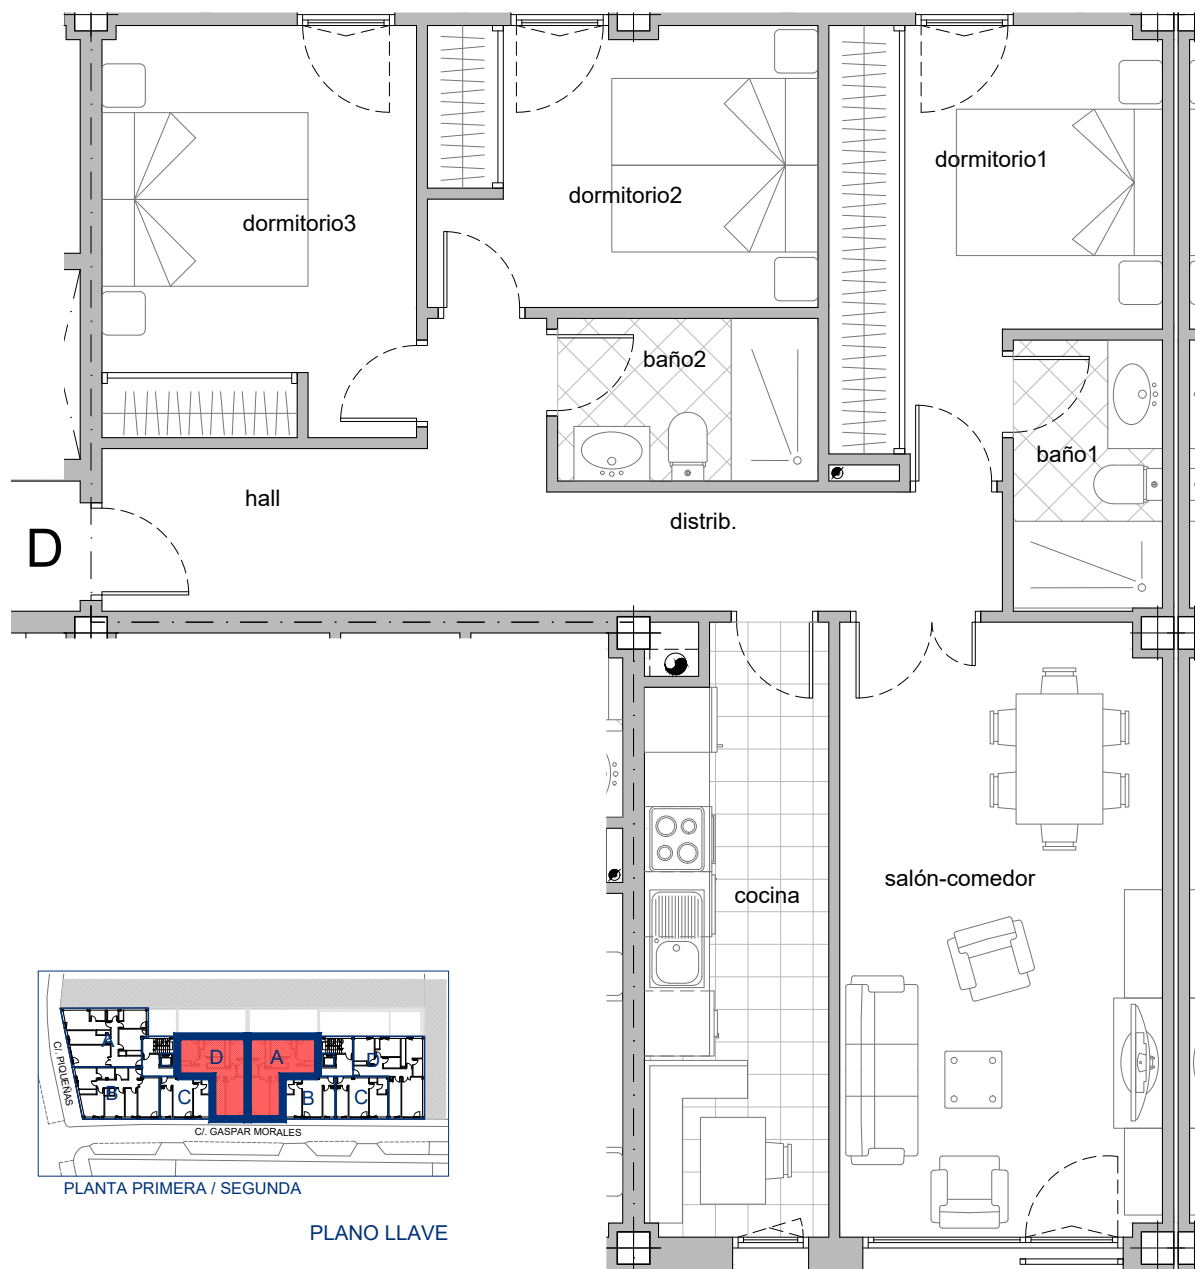 dormitorio1
dormitorio2
dormitorio3
baño2
baño1
hall
distrib.
D
salón-comedor
cocina
A
D
A
D
B
C
B
C
C/. PIQUEÑAS
C/. GASPAR MORALES
PLANTA PRIMERA / SEGUNDA
PLANO LLAVE